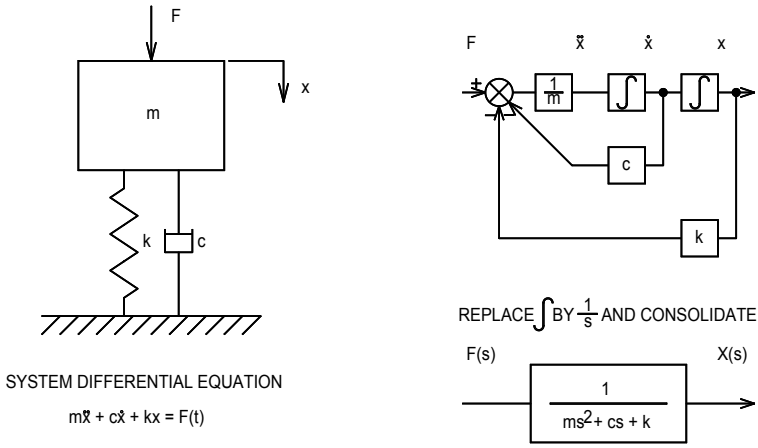 F
x
m
k
c
SYSTEM DIFFERENTIAL EQUATION
mẍ + cẋ + kx = F(t)
F ẍ ẋ x
+ 1/m ∫ ∫
– –
c
k
REPLACE ∫ BY 1/s AND CONSOLIDATE
F(s) X(s)
1
ms² + cs + k